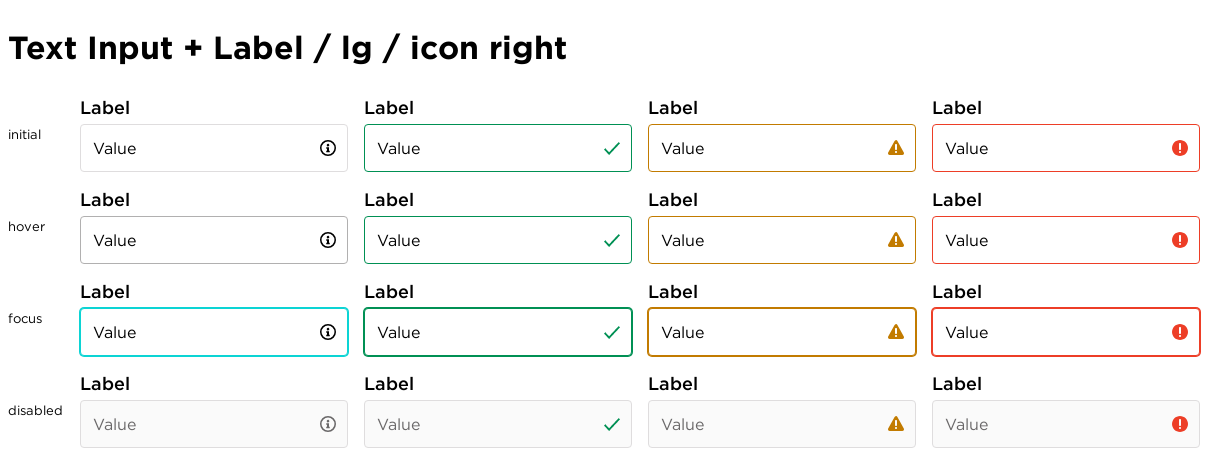 Text Input + Label / lg / icon right
Label Label Label Label
initial Value Value Value Value
Label Label Label Label
hover Value Value Value Value
Label Label Label Label
focus Value Value Value Value
Label Label Label Label
disabled Value Value Value Value